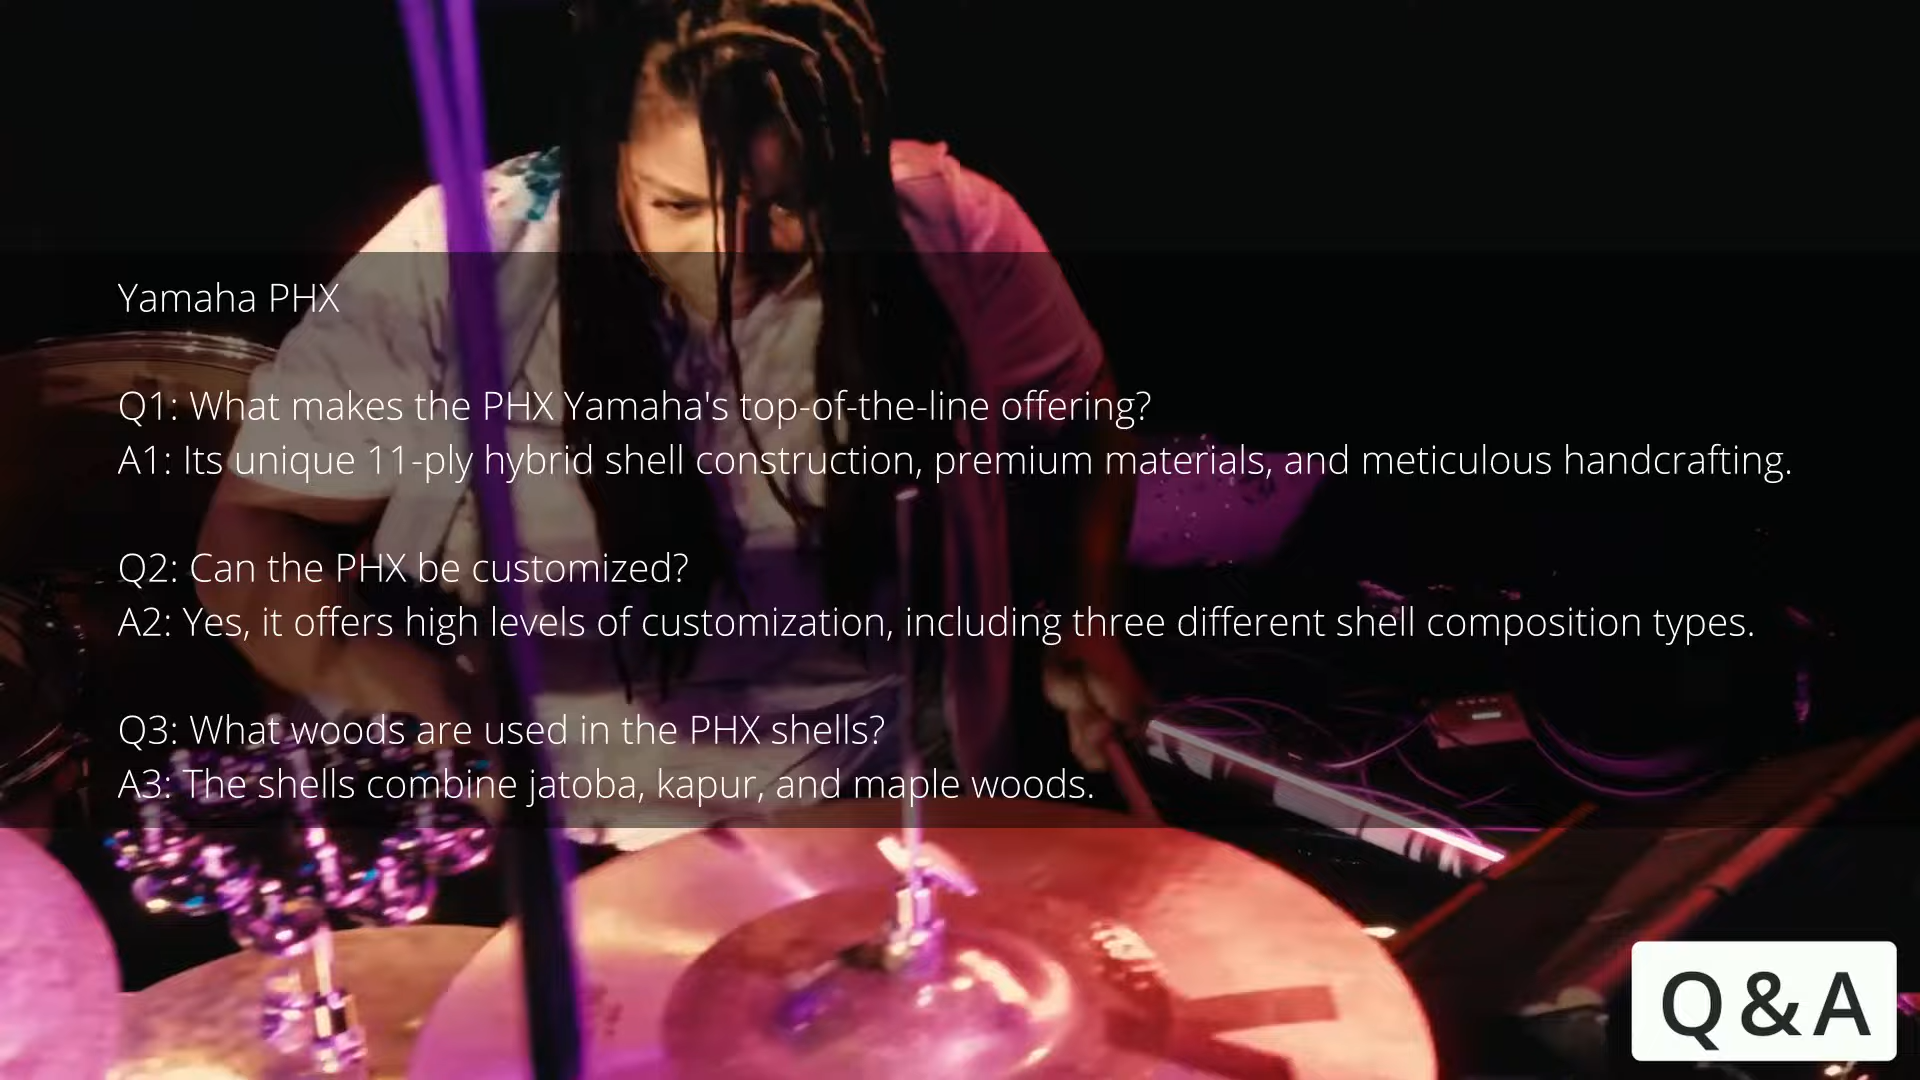 Yamaha PHX
Q1: What makes the PHX Yamaha's top-of-the-line offering?
A1: Its unique 11-ply hybrid shell construction, premium materials, and meticulous handcrafting.
Q2: Can the PHX be customized?
A2: Yes, it offers high levels of customization, including three different shell composition types.
Q3: What woods are used in the PHX shells?
A3: The shells combine jatoba, kapur, and maple woods.
Q & A